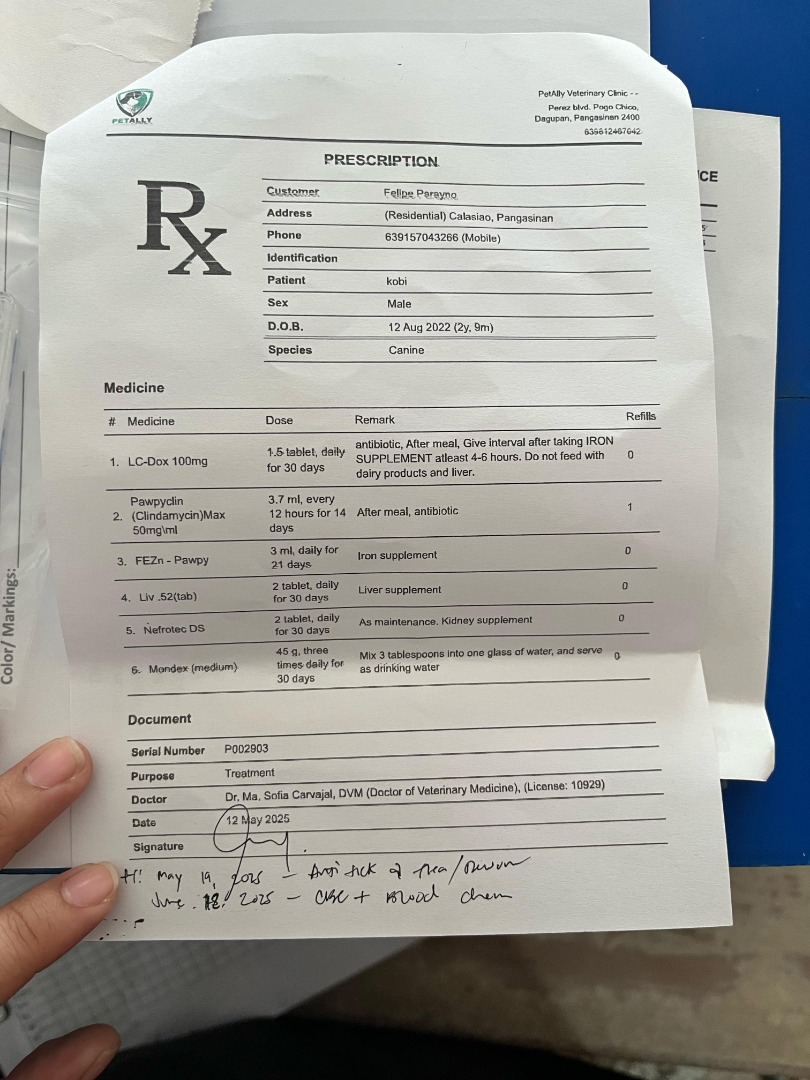 PETALLY
PetAlly Veterinary Clinic - -
Perez blvd. Pogo Chico,
Dagupan, Pangasinan 2400
639612467642
PRESCRIPTION
Rx
Customer Felipe Parayno
Address (Residential) Calasiao, Pangasinan
Phone 639157043266 (Mobile)
Identification
Patient kobi
Sex Male
D.O.B. 12 Aug 2022 (2y, 9m)
Species Canine
Medicine
# Medicine Dose Remark Refills
1. LC-Dox 100mg 1.5 tablet, daily for 30 days antibiotic, After meal, Give interval after taking IRON SUPPLEMENT atleast 4-6 hours. Do not feed with dairy products and liver. 0
2. Pawpyclin (Clindamycin)Max 50mg\ml 3.7 ml, every 12 hours for 14 days After meal, antibiotic 1
3. FEZn - Pawpy 3 ml, daily for 21 days Iron supplement 0
4. Liv .52(tab) 2 tablet, daily for 30 days Liver supplement 0
5. Nefrotec DS 2 tablet, daily for 30 days As maintenance. Kidney supplement 0
6. Mondex (medium) 45 g, three times daily for 30 days Mix 3 tablespoons into one glass of water, and serve as drinking water 0
Document
Serial Number P002903
Purpose Treatment
Doctor Dr. Ma. Sofia Carvajal, DVM (Doctor of Veterinary Medicine), (License: 10929)
Date 12 May 2025
Signature
May 19, 2025 - Anti tick & flea/
June 2025 - CBC + Blood chem
Color/ Markings:
CE